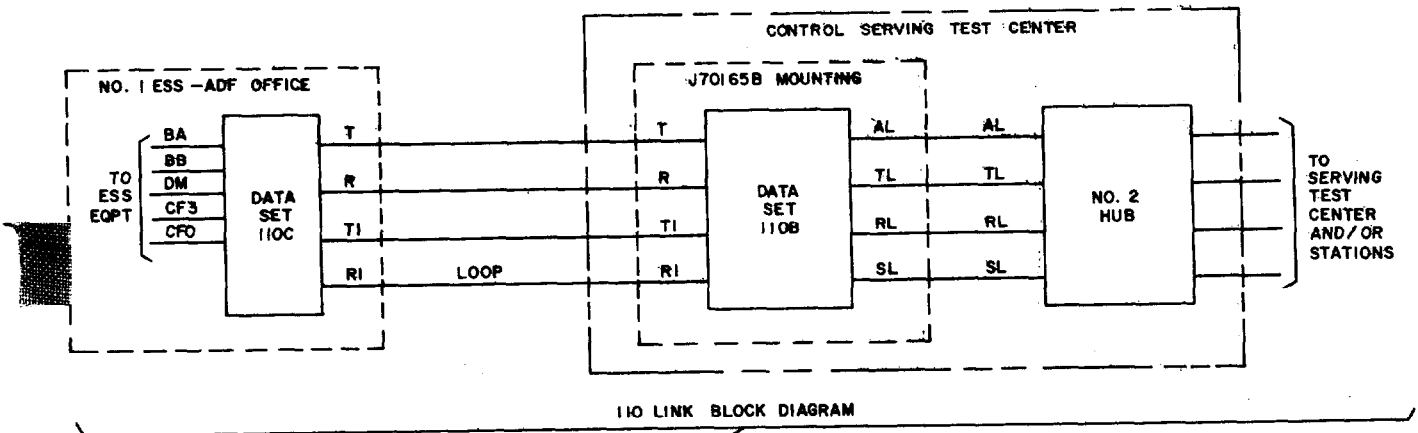 CONTROL SERVING TEST CENTER
NO. 1 ESS-ADF OFFICE
J70165B MOUNTING
BA
BB
DM
CF3
CF0
TO
ESS
EQPT
DATA
SET
110C
T
R
T1
R1
LOOP
T
R
T1
R1
DATA
SET
110B
AL
TL
RL
SL
AL
TL
RL
SL
NO. 2
HUB
TO
SERVING
TEST
CENTER
AND/OR
STATIONS
110 LINK BLOCK DIAGRAM